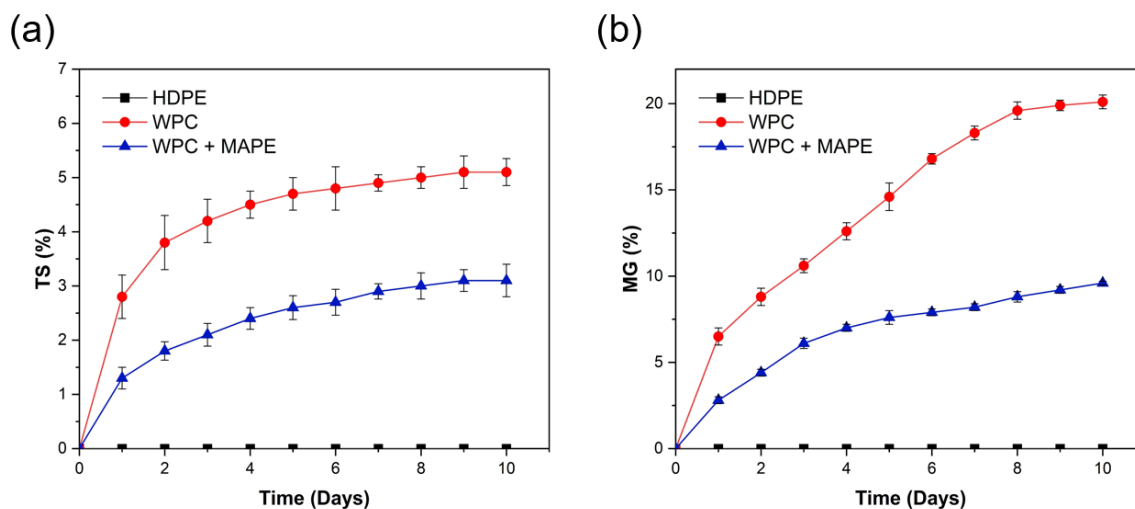 (a)
7
6
5
4
3
2
1
0
TS (%)
HDPE
WPC
WPC + MAPE
0 2 4 6 8 10
Time (Days)
(b)
20
15
10
5
0
MG (%)
HDPE
WPC
WPC + MAPE
0 2 4 6 8 10
Time (Days)